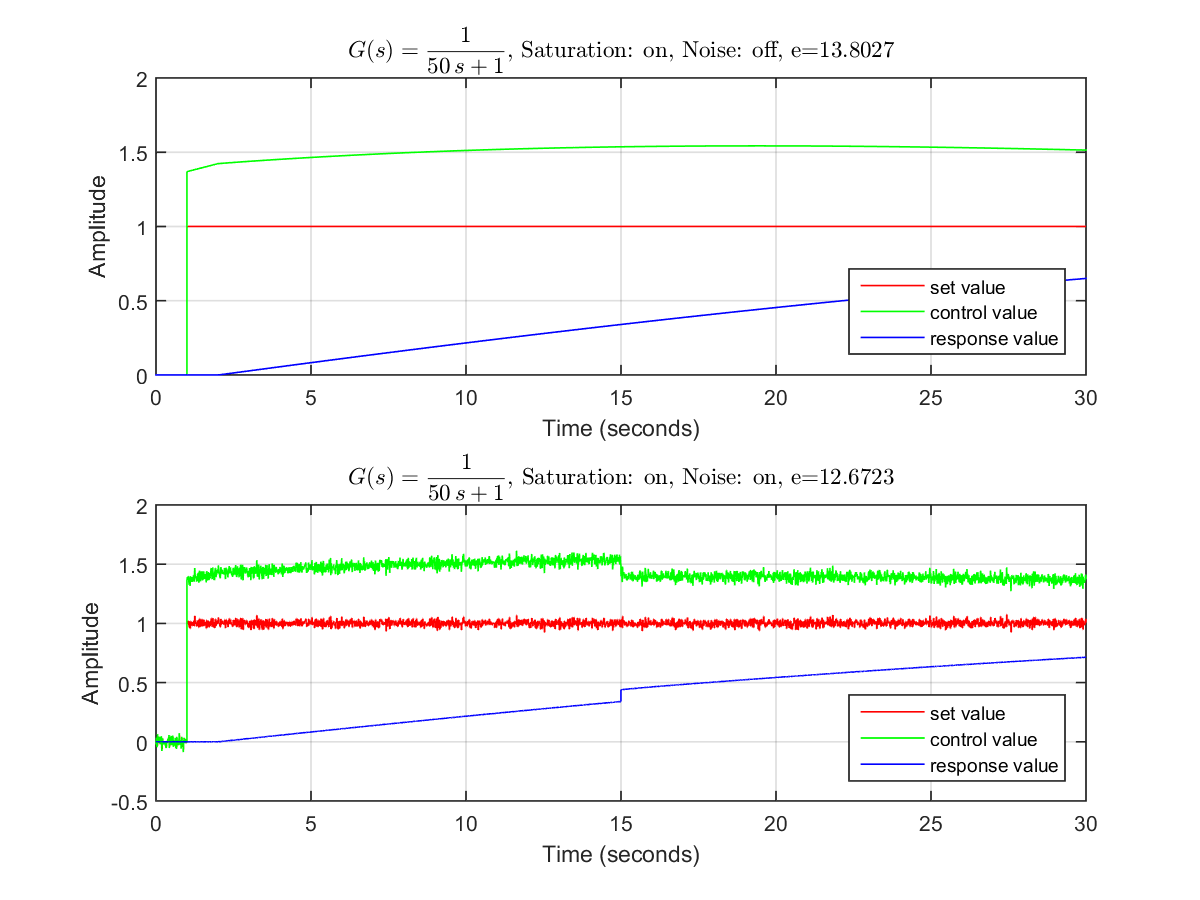 G(s) = 1/(50 s + 1), Saturation: on, Noise: off, e=13.8027
2
1.5
1
0.5
0
Amplitude
set value
control value
response value
0 5 10 15 20 25 30
Time (seconds)
G(s) = 1/(50 s + 1), Saturation: on, Noise: on, e=12.6723
2
1.5
1
0.5
0
-0.5
Amplitude
set value
control value
response value
0 5 10 15 20 25 30
Time (seconds)